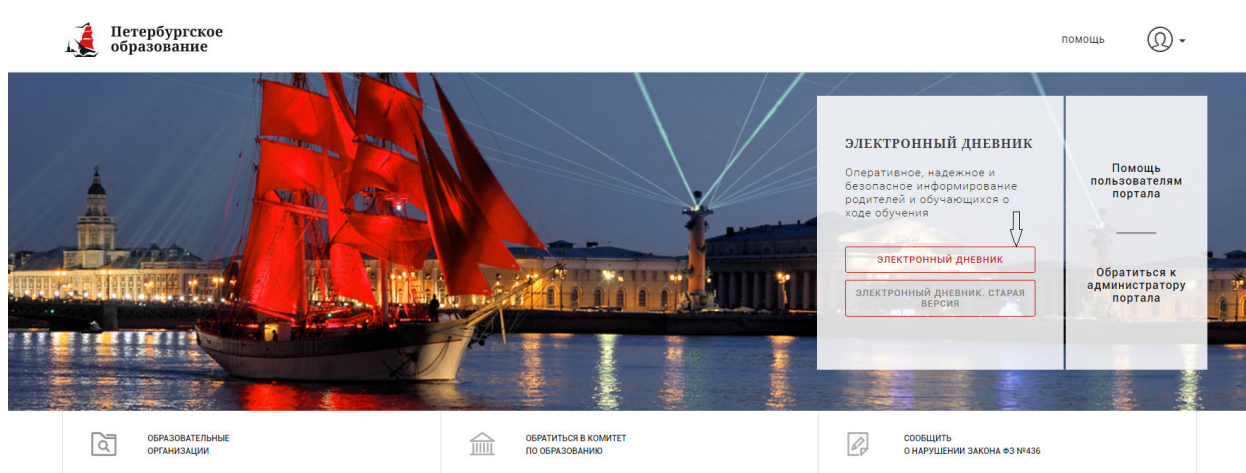 Петербургское
образование
ПОМОЩЬ
ЭЛЕКТРОННЫЙ ДНЕВНИК
Оперативное, надежное и
безопасное информирование
родителей и обучающихся о
ходе обучения
ЭЛЕКТРОННЫЙ ДНЕВНИК
ЭЛЕКТРОННЫЙ ДНЕВНИК. СТАРАЯ
ВЕРСИЯ
Помощь
пользователям
портала
Обратиться к
администратору
портала
ОБРАЗОВАТЕЛЬНЫЕ
ОРГАНИЗАЦИИ
ОБРАТИТЬСЯ В КОМИТЕТ
ПО ОБРАЗОВАНИЮ
СООБЩИТЬ
О НАРУШЕНИИ ЗАКОНА ФЗ №436